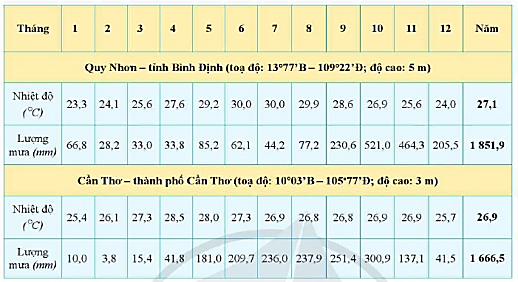 Tháng 1 2 3 4 5 6 7 8 9 10 11 12 Năm
Quy Nhơn – tỉnh Bình Định (toạ độ: 13°77’B – 109°22’Đ; độ cao: 5 m)
Nhiệt độ (°C) 23,3 24,1 25,6 27,6 29,2 30,0 30,0 29,9 28,6 26,9 25,6 24,0 27,1
Lượng mưa (mm) 66,8 28,2 33,0 33,8 85,2 62,1 44,2 77,2 230,6 521,0 464,3 205,5 1 851,9
Cần Thơ – thành phố Cần Thơ (toạ độ: 10°03’B – 105°77’Đ; độ cao: 3 m)
Nhiệt độ (°C) 25,4 26,1 27,3 28,5 28,0 27,3 26,9 26,8 26,8 26,9 26,9 25,7 26,9
Lượng mưa (mm) 10,0 3,8 15,4 41,8 181,0 209,7 236,0 237,9 251,4 300,9 137,1 41,5 1 666,5